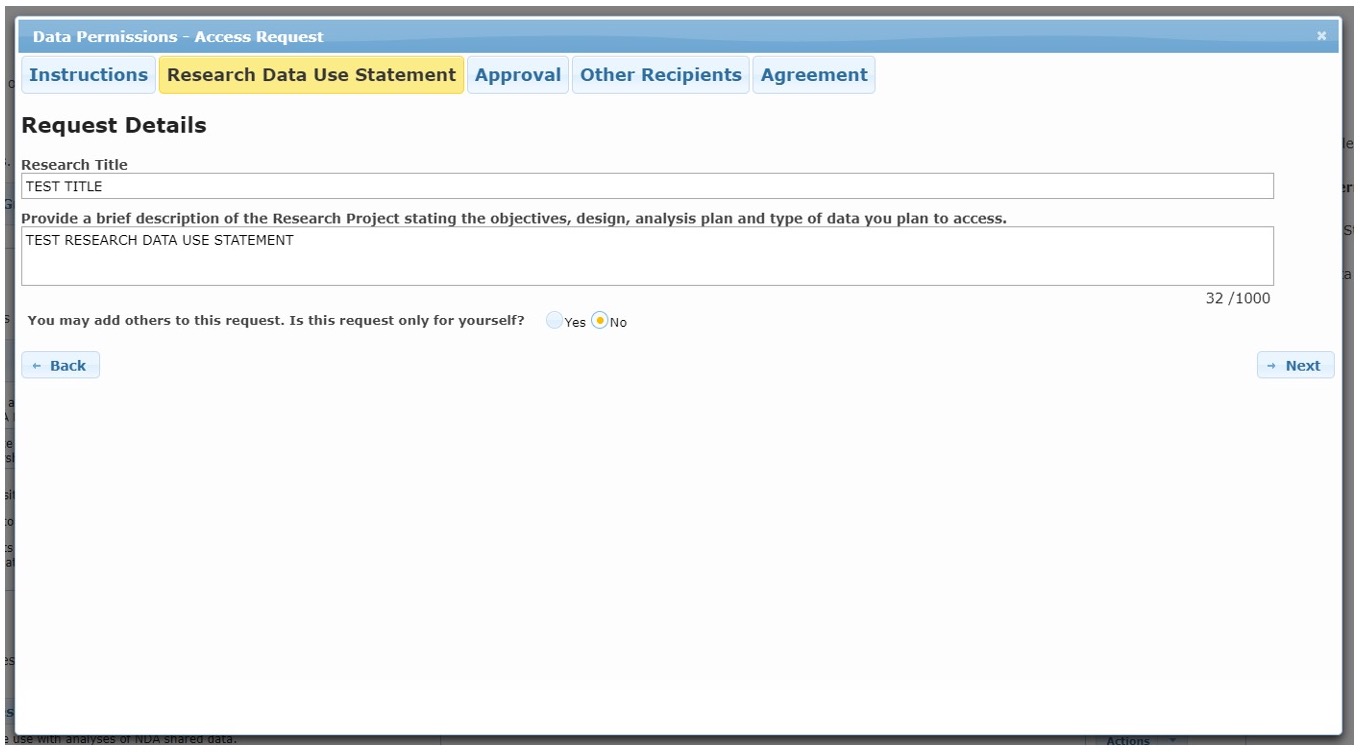 Data Permissions - Access Request
Instructions Research Data Use Statement Approval Other Recipients Agreement
Request Details
Research Title
TEST TITLE
Provide a brief description of the Research Project stating the objectives, design, analysis plan and type of data you plan to access.
TEST RESEARCH DATA USE STATEMENT
32 /1000
You may add others to this request. Is this request only for yourself? Yes No
← Back → Next
use with analyses of NDA shared data. Actions